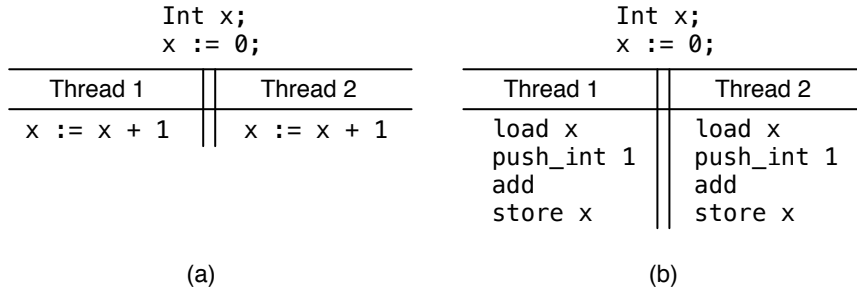 Int x;
x := 0;
Thread 1 Thread 2
x := x + 1 x := x + 1
(a)
Int x;
x := 0;
Thread 1 Thread 2
load x load x
push_int 1 push_int 1
add add
store x store x
(b)